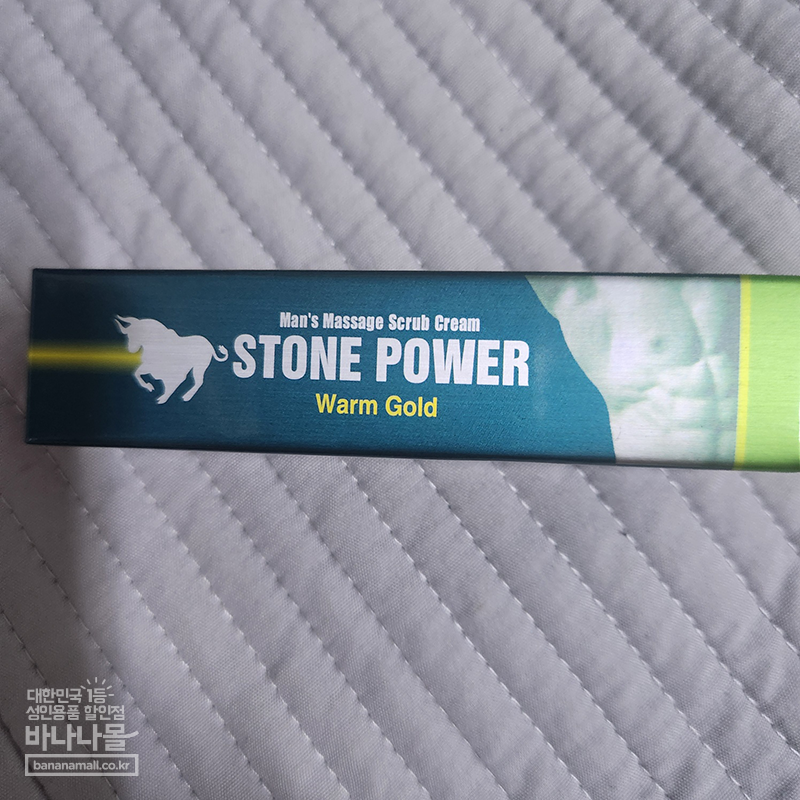 Man's Massage Scrub Cream
STONE POWER
Warm Gold
대한민국 1등
성인용품 할인점
바나나몰
bananamall.co.kr